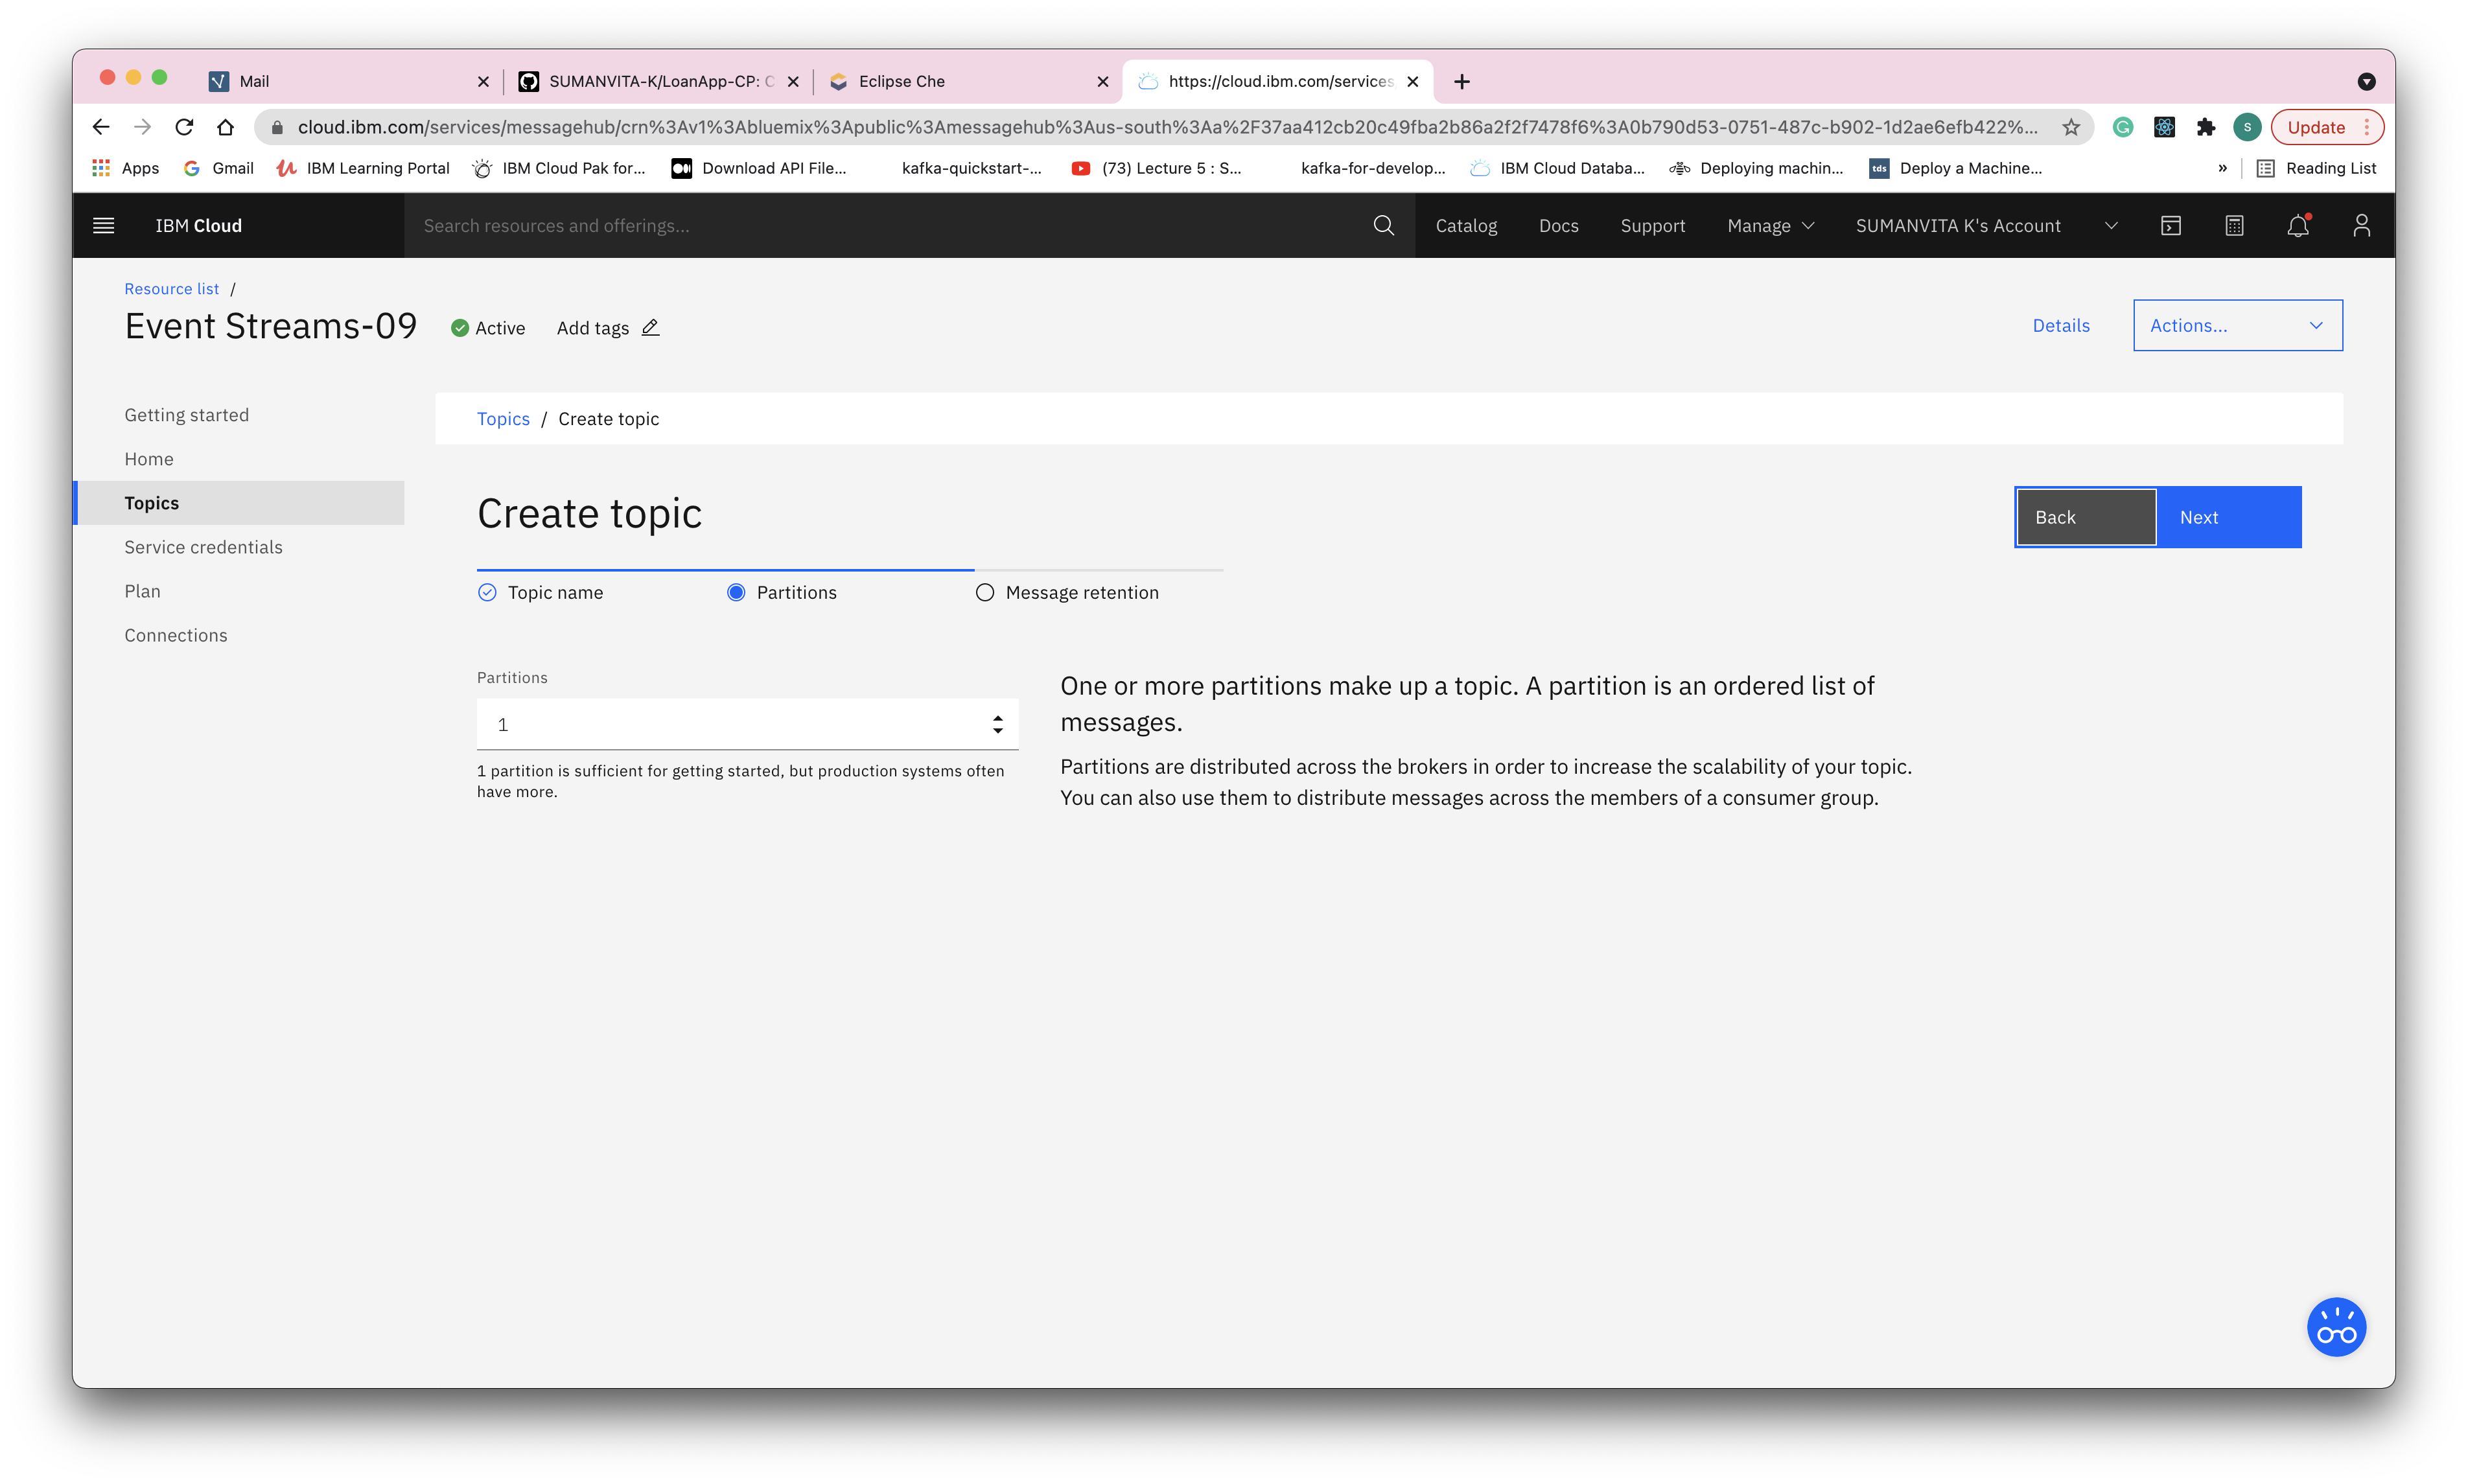 Mail
SUMANVITA-K/LoanApp-CP: C
Eclipse Che
https://cloud.ibm.com/services
cloud.ibm.com/services/messagehub/crn%3Av1%3Abluemix%3Apublic%3Amessagehub%3Aus-south%3Aa%2F37aa412cb20c49fba2b86a2f2f7478f6%3A0b790d53-0751-487c-b902-1d2ae6efb422%...
S
Update
Apps
Gmail
IBM Learning Portal
IBM Cloud Pak for...
Download API File...
kafka-quickstart-...
(73) Lecture 5 : S...
kafka-for-develop...
IBM Cloud Databa...
Deploying machin...
tds
Deploy a Machine...
»
Reading List
IBM Cloud
Search resources and offerings...
Catalog
Docs
Support
Manage
SUMANVITA K's Account
Resource list /
Event Streams-09
Active
Add tags
Details
Actions...
Getting started
Home
Topics
Service credentials
Plan
Connections
Topics / Create topic
Create topic
Back
Next
Topic name
Partitions
Message retention
Partitions
1
1 partition is sufficient for getting started, but production systems often
have more.
One or more partitions make up a topic. A partition is an ordered list of
messages.
Partitions are distributed across the brokers in order to increase the scalability of your topic.
You can also use them to distribute messages across the members of a consumer group.